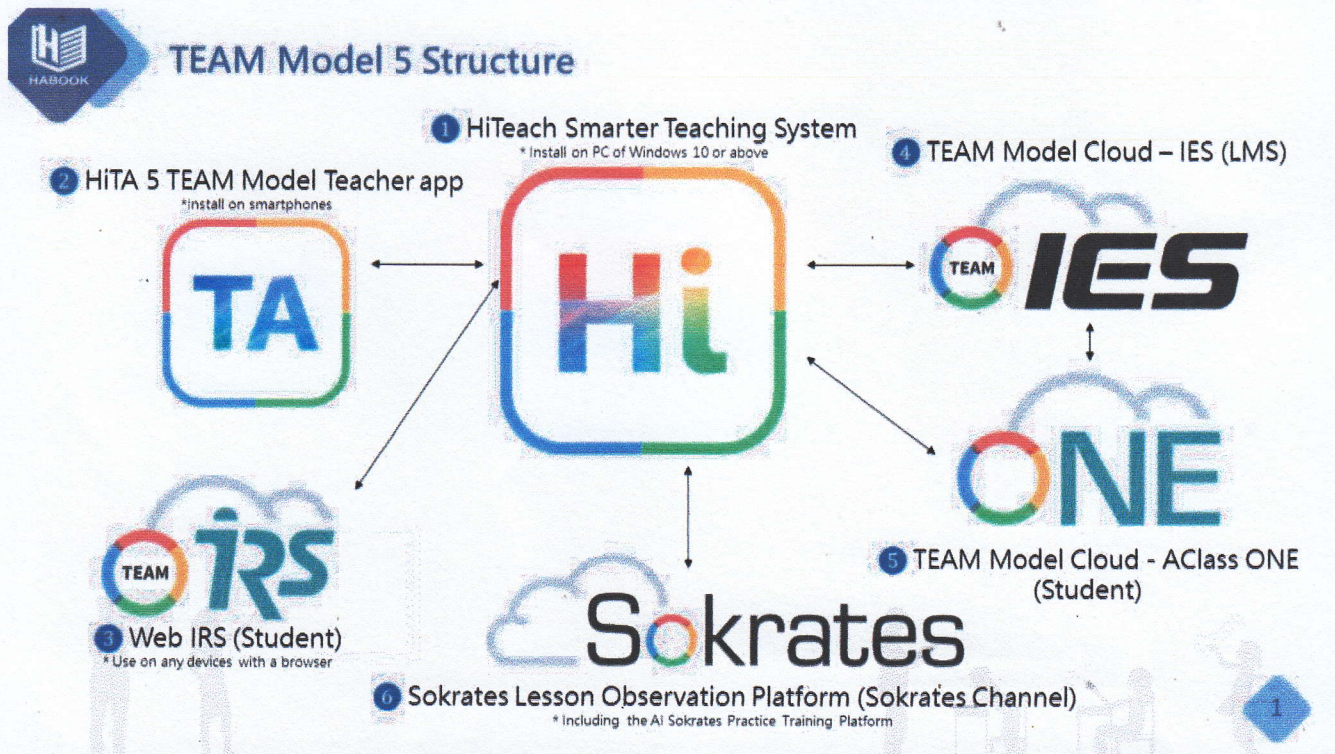 HABOOK
TEAM Model 5 Structure
1 HiTeach Smarter Teaching System
* Install on PC of Windows 10 or above
2 HiTA 5 TEAM Model Teacher app
*Install on smartphones
4 TEAM Model Cloud – IES (LMS)
TA
Hi
TEAM IES
ONE
5 TEAM Model Cloud - AClass ONE
(Student)
TEAM iRS
3 Web IRS (Student)
* Use on any devices with a browser
Sokrates
6 Sokrates Lesson Observation Platform (Sokrates Channel)
* Including the AI Sokrates Practice Training Platform
1